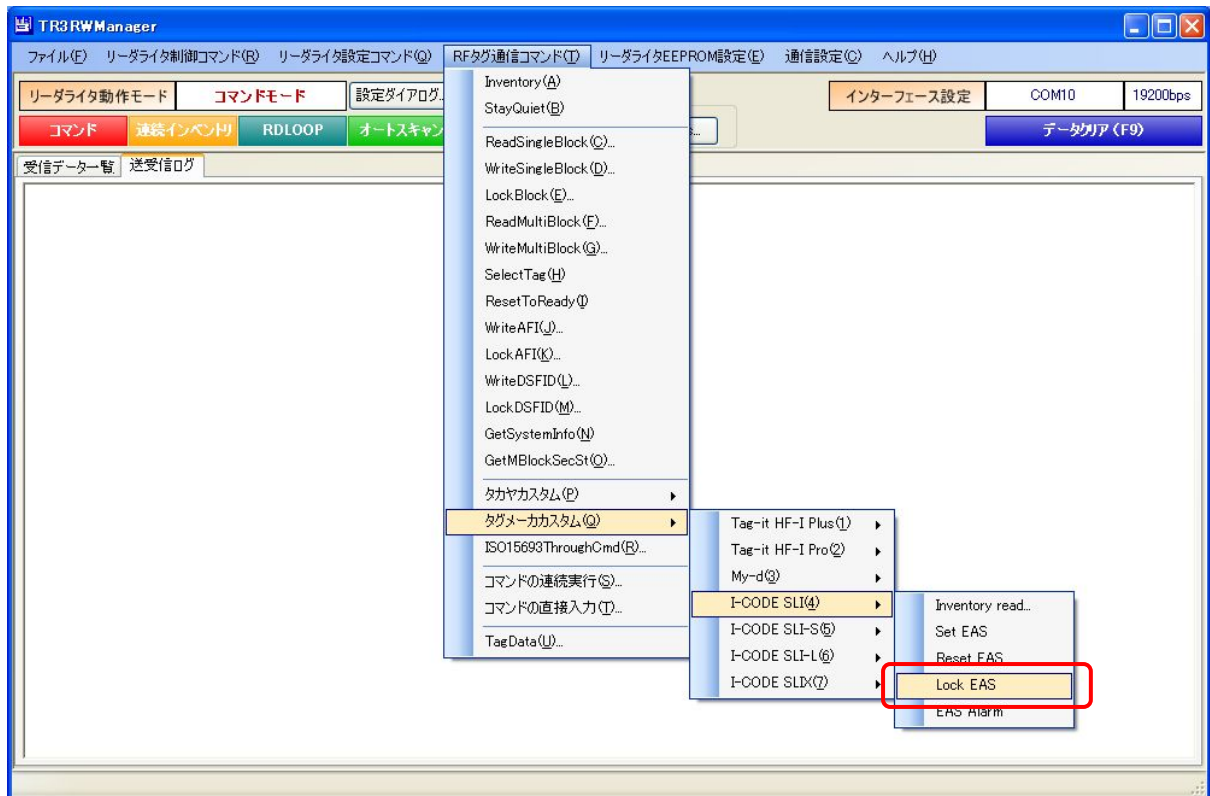 TR3RWManager
ファイル(F) リーダライタ制御コマンド(R) リーダライタ設定コマンド(Q) RFタグ通信コマンド(T) リーダライタEEPROM設定(E) 通信設定(C) ヘルプ(H)
リーダライタ動作モード コマンドモード 設定ダイアログ. インターフェース設定 COM10 19200bps
コマンド 連続インベントリ RDLOOP オートスキャン データクリア(F9)
受信データ一覧 送受信ログ
Inventory(A)
StayQuiet(B)
ReadSingleBlock(C)...
WriteSingleBlock(D)...
LockBlock(E)...
ReadMultiBlock(F)...
WriteMultiBlock(G)...
SelectTag(H)
ResetToReady(I)
WriteAFI(J)...
LockAFI(K)...
WriteDSFID(L)...
LockDSFID(M)...
GetSystemInfo(N)
GetMBlockSecSt(O)...
タカヤカスタム(P)
タグメーカカスタム(Q)
ISO15693ThroughCmd(R)...
コマンドの連続実行(S)...
コマンドの直接入力(T)...
TagData(U)...
Tag-it HF-I Plus(1)
Tag-it HF-I Pro(2)
My-d(3)
I-CODE SLI(4)
I-CODE SLI-S(5)
I-CODE SLI-L(6)
I-CODE SLIX(7)
Inventory read...
Set EAS
Reset EAS
Lock EAS
EAS Alarm